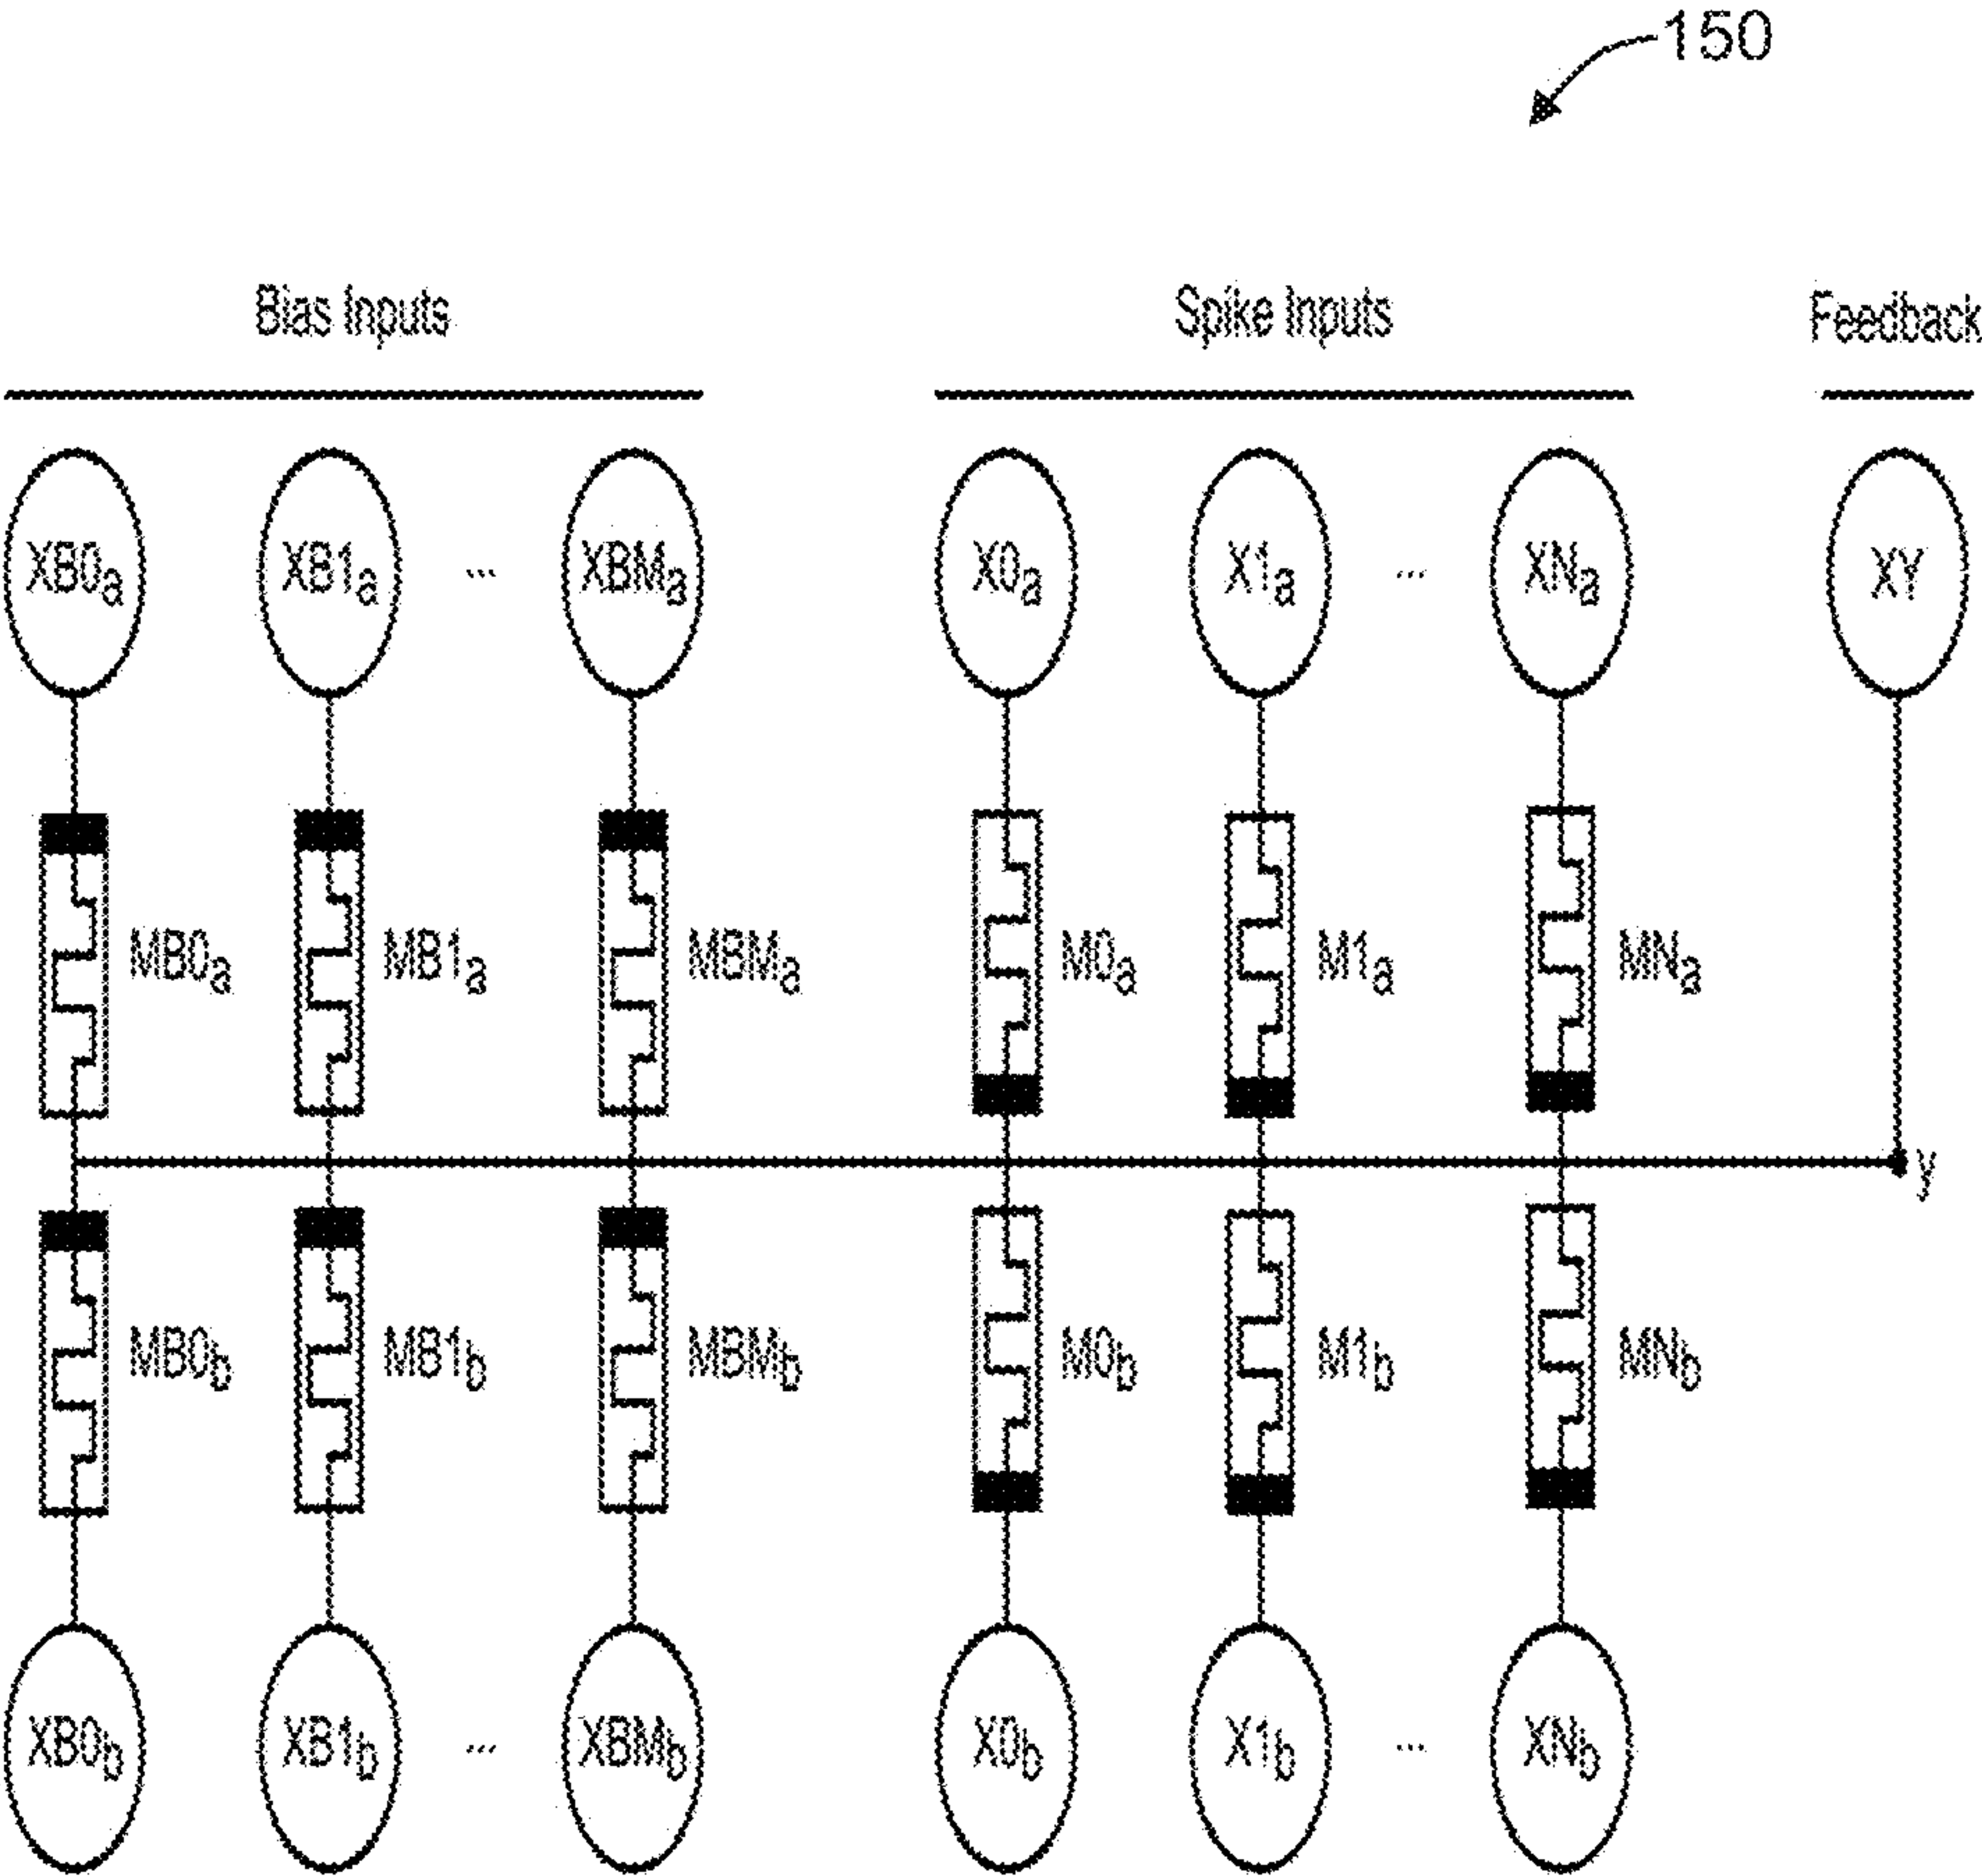 150
Bias Inputs Spike Inputs Feedback
XB0a XB1a ... XBMa X0a X1a ... XNa XY
MB0a MB1a MBMa M0a M1a MNa
y
MB0b MB1b MBMb M0b M1b MNb
XB0b XB1b ... XBMb X0b X1b ... XNb